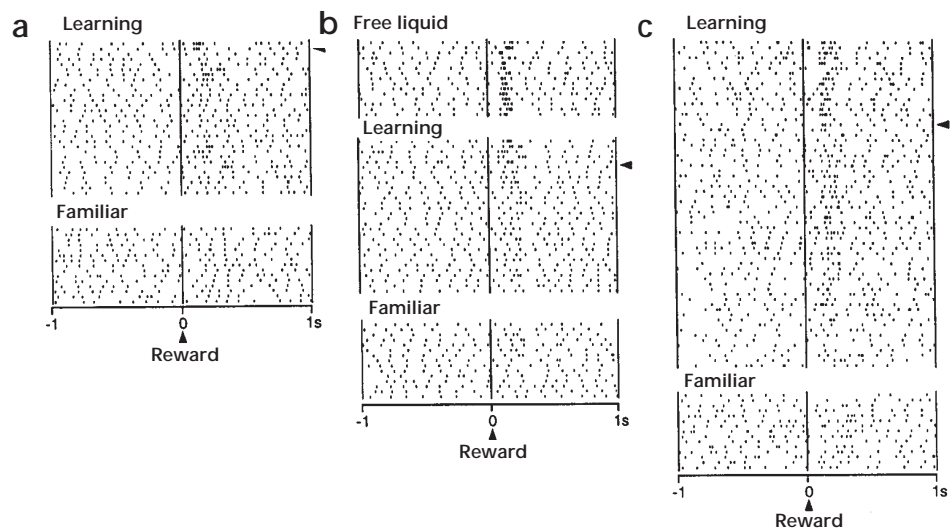 a
Learning
Familiar
-1 0 1s
Reward
b
Free liquid
Learning
Familiar
-1 0 1s
Reward
c
Learning
Familiar
-1 0 1s
Reward